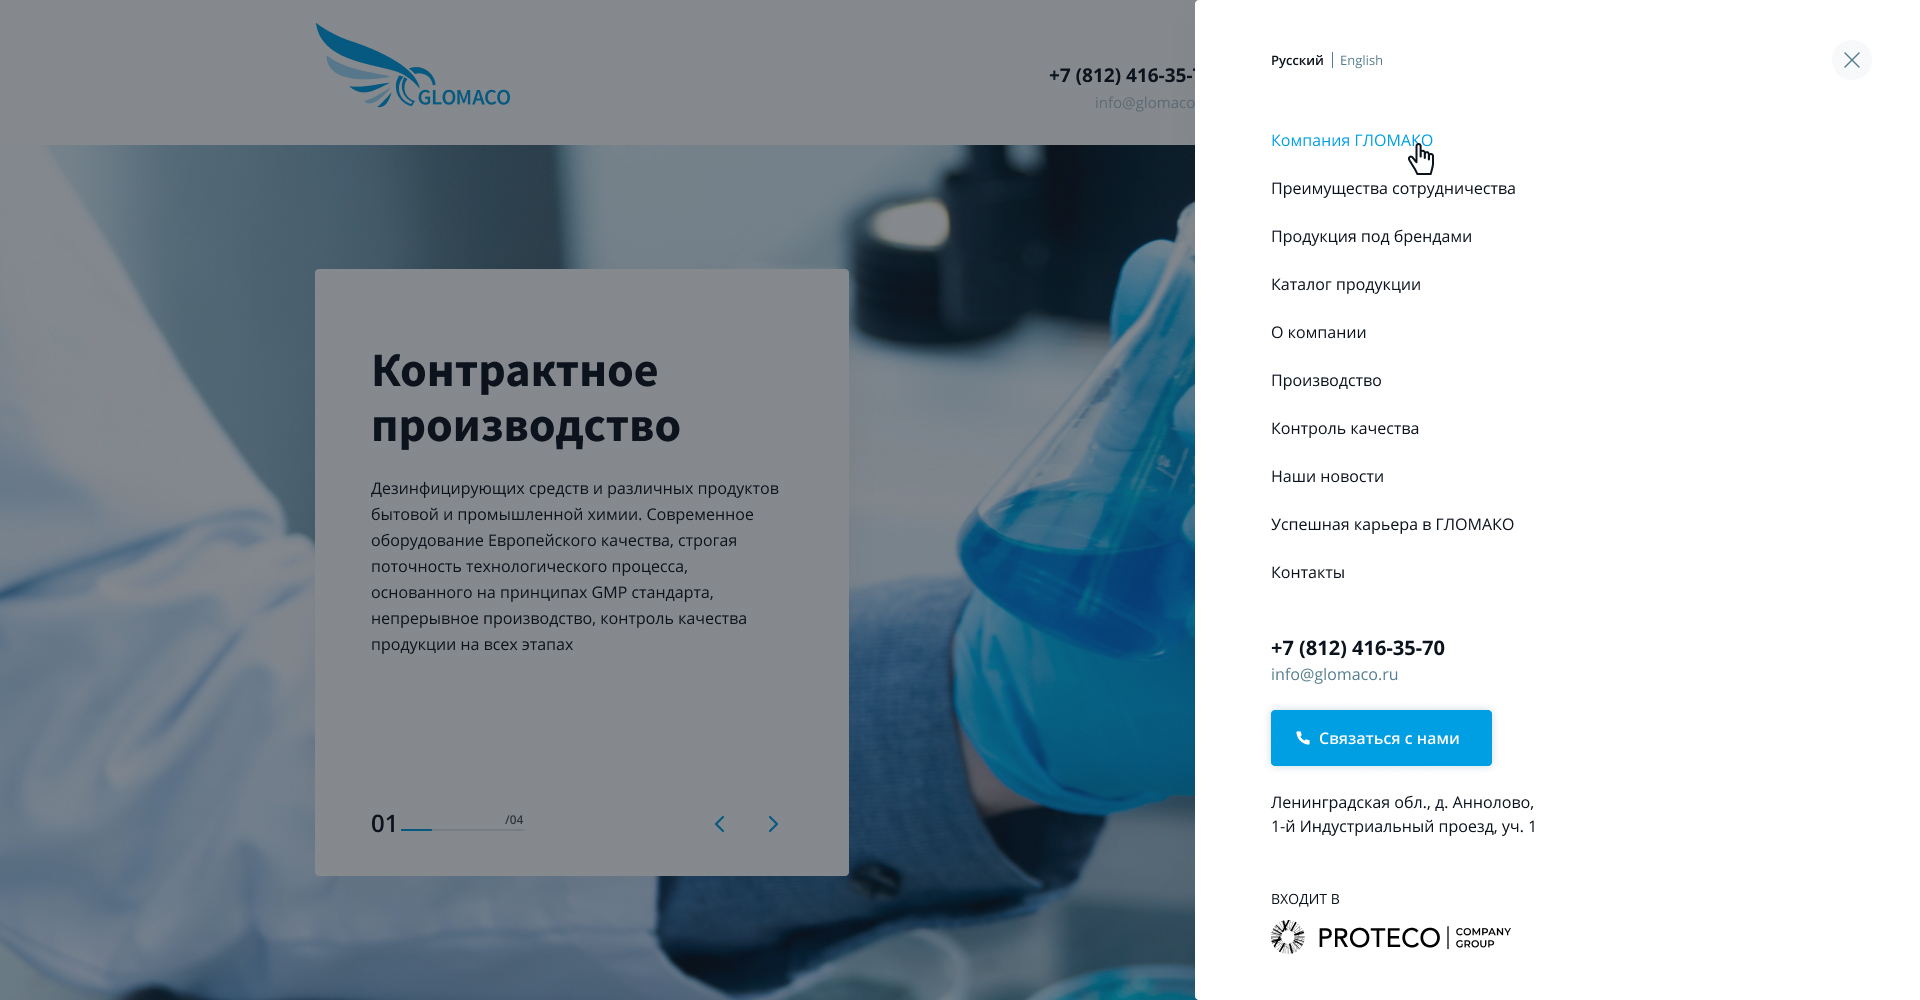 GLOMACO
+7 (812) 416-35-
info@glomaco
Контрактное
производство
Дезинфицирующих средств и различных продуктов
бытовой и промышленной химии. Современное
оборудование Европейского качества, строгая
поточность технологического процесса,
основанного на принципах GMP стандарта,
непрерывное производство, контроль качества
продукции на всех этапах
01 /04
Русский | English
Компания ГЛОМАКО
Преимущества сотрудничества
Продукция под брендами
Каталог продукции
О компании
Производство
Контроль качества
Наши новости
Успешная карьера в ГЛОМАКО
Контакты
+7 (812) 416-35-70
info@glomaco.ru
Связаться с нами
Ленинградская обл., д. Аннолово,
1-й Индустриальный проезд, уч. 1
ВХОДИТ В
PROTECO | COMPANY
GROUP